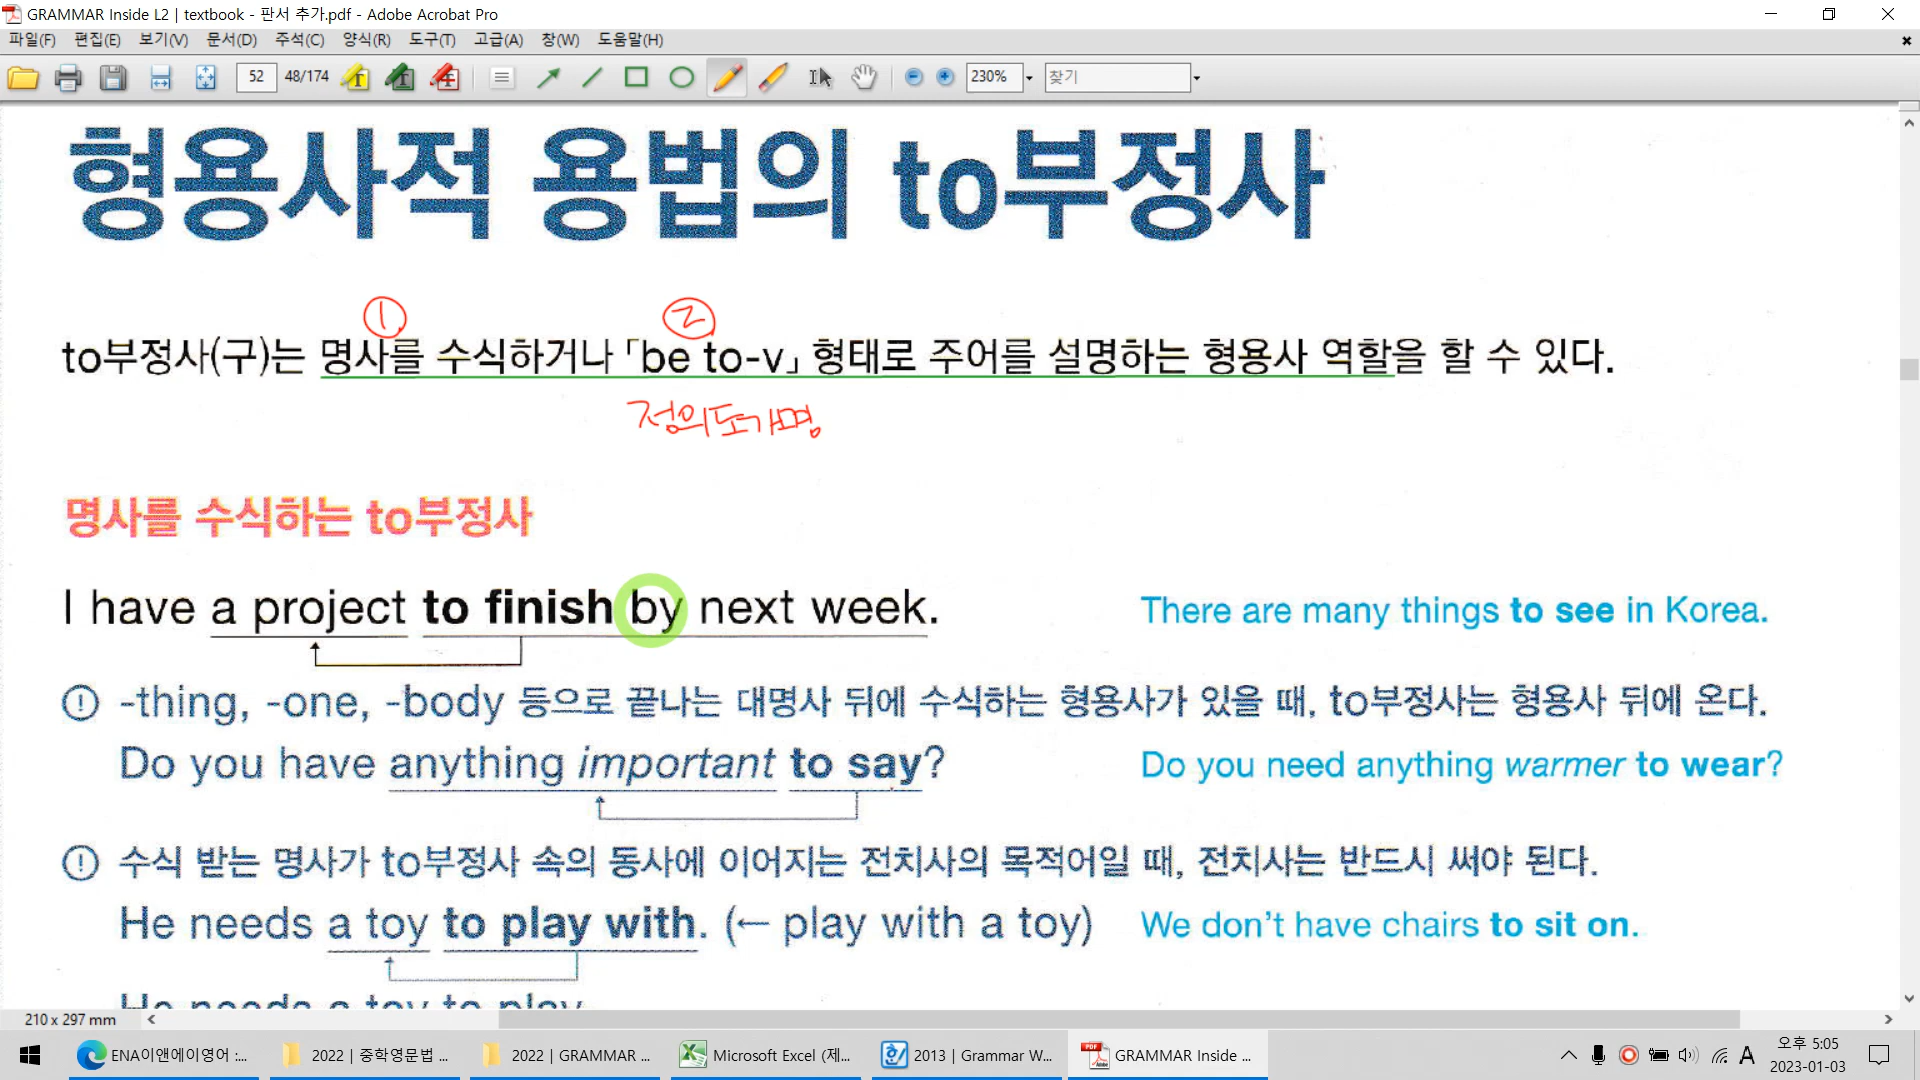 GRAMMAR Inside L2 | textbook - 판서 추가.pdf - Adobe Acrobat Pro
파일(F) 편집(E) 보기(V) 문서(D) 주석(C) 양식(R) 도구(T) 고급(A) 창(W) 도움말(H)
52 48/174 230% 찾기
형용사적 용법의 to부정사
① ②
to부정사(구)는 명사를 수식하거나 「be to-v」 형태로 주어를 설명하는 형용사 역할을 할 수 있다.
정의도가명
명사를 수식하는 to부정사
I have a project to finish by next week.
There are many things to see in Korea.
! -thing, -one, -body 등으로 끝나는 대명사 뒤에 수식하는 형용사가 있을 때, to부정사는 형용사 뒤에 온다.
Do you have anything important to say?
Do you need anything warmer to wear?
! 수식 받는 명사가 to부정사 속의 동사에 이어지는 전치사의 목적어일 때, 전치사는 반드시 써야 된다.
He needs a toy to play with. (← play with a toy)
We don't have chairs to sit on.
He needs a toy to play
210 x 297 mm
ENA이앤에이영어 :... 2022 | 중학영문법 ... 2022 | GRAMMAR ... Microsoft Excel (제... 2013 | Grammar W... GRAMMAR Inside ... A 오후 5:05
2023-01-03